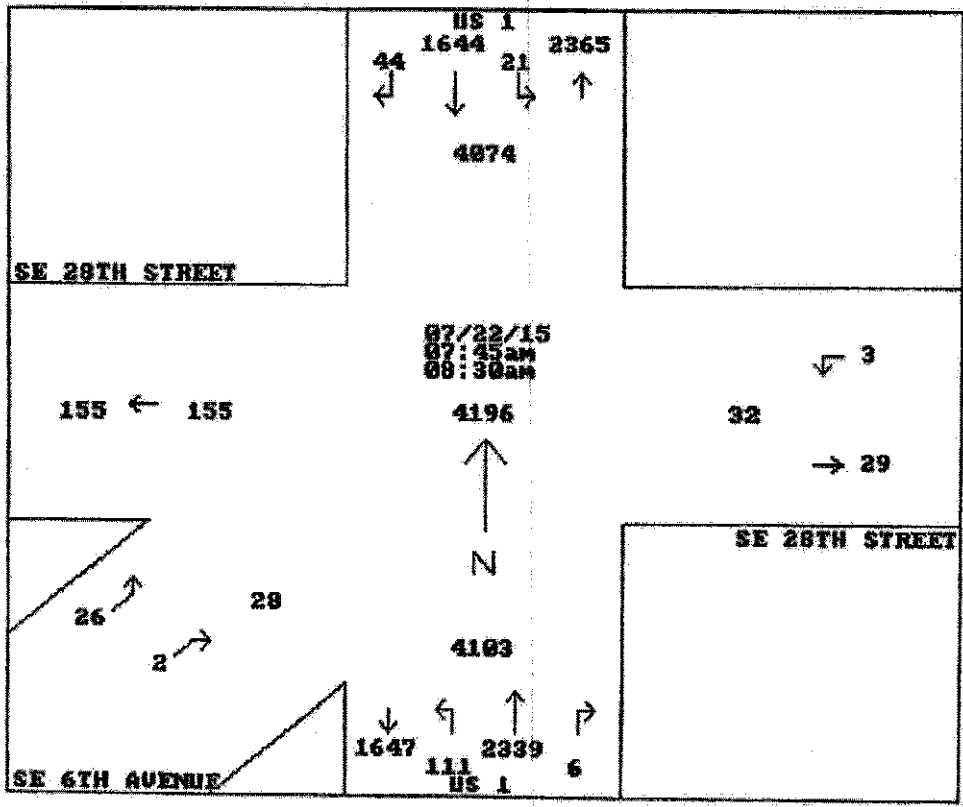 US 1
1644 2365
44 21
4074
SE 28TH STREET
07/22/15
07:45am
08:30am
3
155 155
4196
32
29
SE 28TH STREET
N
28
26
4103
2
1647 2339
111 6
SE 6TH AVENUE
US 1